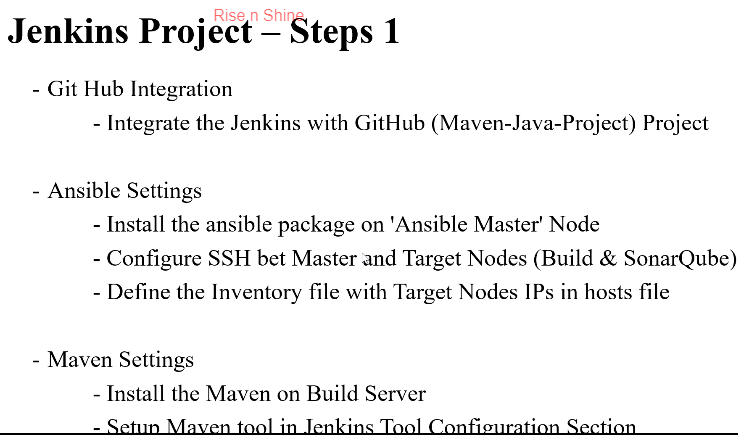 Rise n Shine
Jenkins Project – Steps 1
- Git Hub Integration
- Integrate the Jenkins with GitHub (Maven-Java-Project) Project
- Ansible Settings
- Install the ansible package on 'Ansible Master' Node
- Configure SSH bet Master and Target Nodes (Build & SonarQube)
- Define the Inventory file with Target Nodes IPs in hosts file
- Maven Settings
- Install the Maven on Build Server
- Setup Maven tool in Jenkins Tool Configuration Section